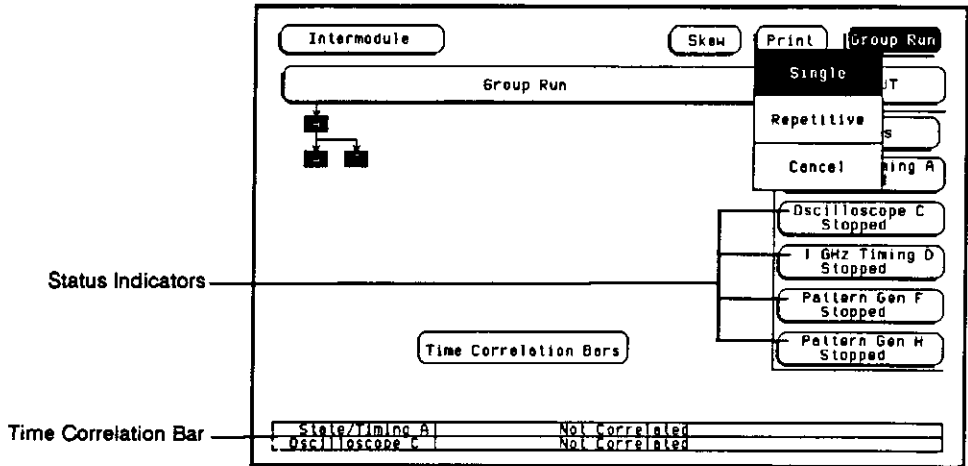 Intermodule
Skew
Print
Group Run
Group Run
Single
UT
Repetitive
s
Cancel
ming A
Oscilloscope C
Stopped
1 GHz Timing D
Stopped
Status Indicators
Pattern Gen F
Stopped
Time Correlation Bars
Pattern Gen H
Stopped
Time Correlation Bar
State/Timing A Not Correlated
Oscilloscope C Not Correlated